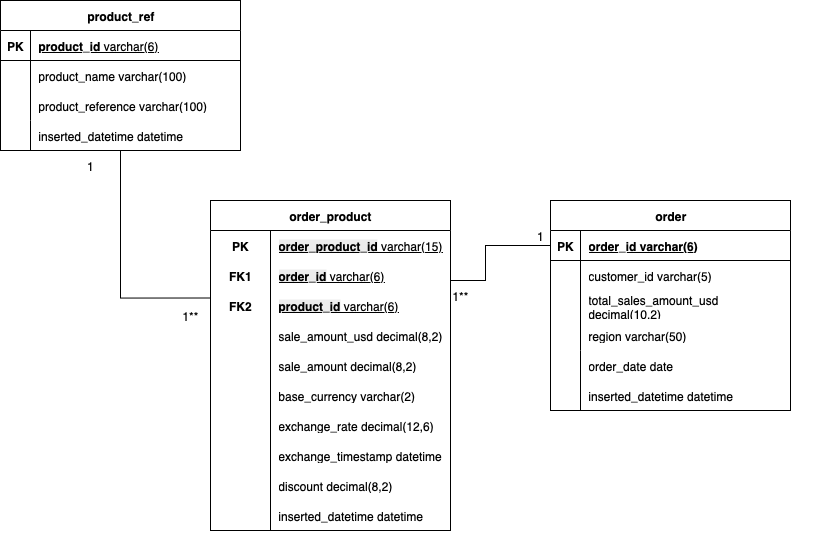 product_ref
PK product_id varchar(6)
product_name varchar(100)
product_reference varchar(100)
inserted_datetime datetime
1
order_product
PK order_product_id varchar(15)
FK1 order_id varchar(6)
FK2 product_id varchar(6)
sale_amount_usd decimal(8,2)
sale_amount decimal(8,2)
base_currency varchar(2)
exchange_rate decimal(12,6)
exchange_timestamp datetime
discount decimal(8,2)
inserted_datetime datetime
1**
1**
1
order
PK order_id varchar(6)
customer_id varchar(5)
total_sales_amount_usd
decimal(10,2)
region varchar(50)
order_date date
inserted_datetime datetime